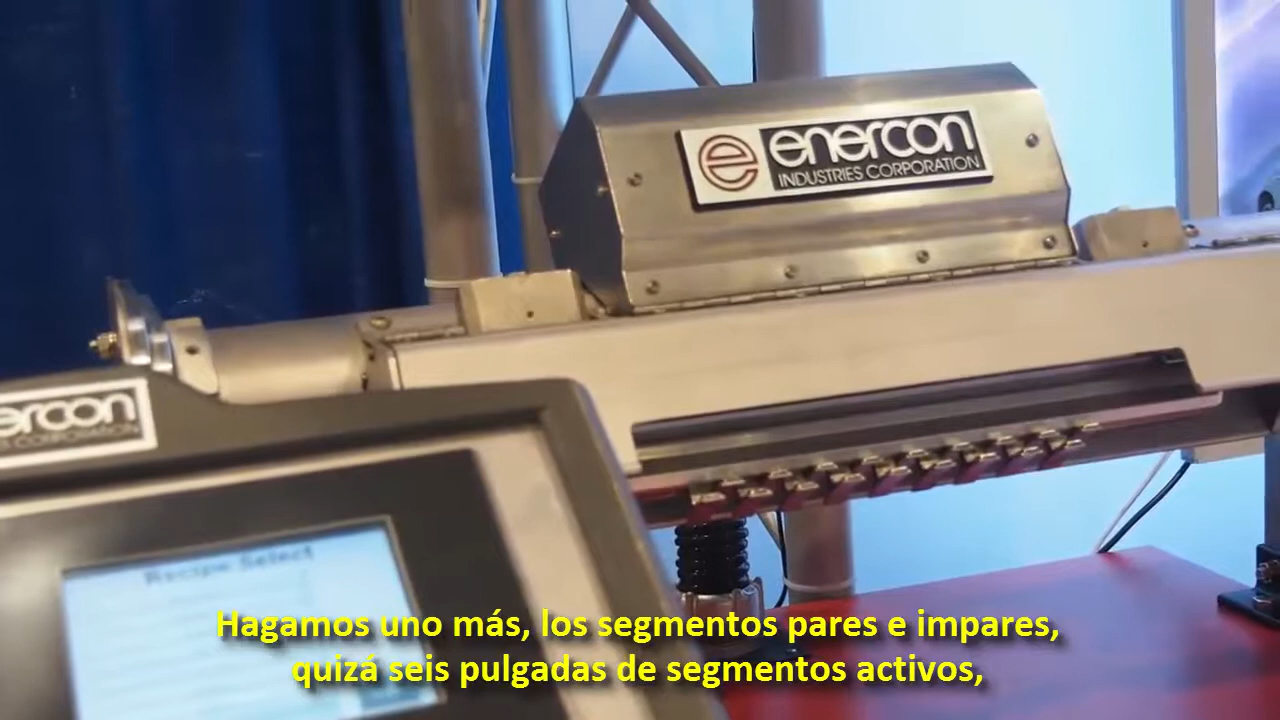 enercon
INDUSTRIES CORPORATION
ercon
CORPORATION
Recipe Select
Hagamos uno más, los segmentos pares e impares,
quizá seis pulgadas de segmentos activos,